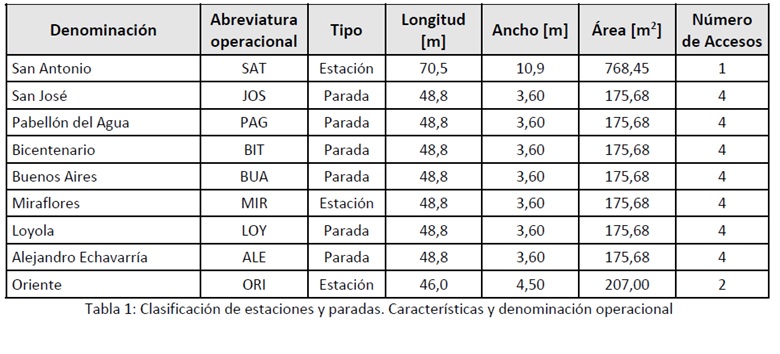 Denominación Abreviatura operacional Tipo Longitud [m] Ancho [m] Área [m²] Número de Accesos
San Antonio SAT Estación 70,5 10,9 768,45 1
San José JOS Parada 48,8 3,60 175,68 4
Pabellón del Agua PAG Parada 48,8 3,60 175,68 4
Bicentenario BIT Parada 48,8 3,60 175,68 4
Buenos Aires BUA Parada 48,8 3,60 175,68 4
Miraflores MIR Estación 48,8 3,60 175,68 4
Loyola LOY Parada 48,8 3,60 175,68 4
Alejandro Echavarría ALE Parada 48,8 3,60 175,68 4
Oriente ORI Estación 46,0 4,50 207,00 2
Tabla 1: Clasificación de estaciones y paradas. Características y denominación operacional